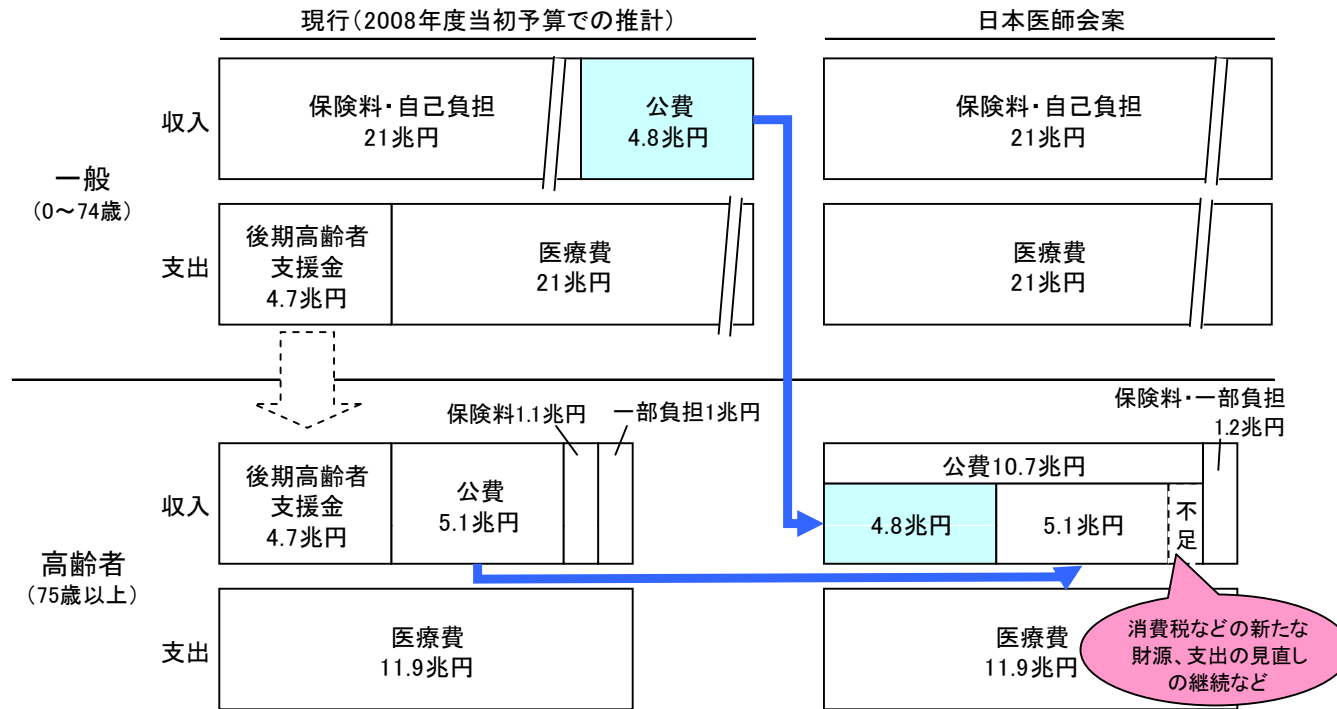 現行（2008年度当初予算での推計）
日本医師会案
一般
（0～74歳）
収入
保険料・自己負担
21兆円
公費
4.8兆円
保険料・自己負担
21兆円
支出
後期高齢者
支援金
4.7兆円
医療費
21兆円
医療費
21兆円
高齢者
（75歳以上）
収入
後期高齢者
支援金
4.7兆円
公費
5.1兆円
保険料1.1兆円
一部負担1兆円
公費10.7兆円
4.8兆円
5.1兆円
不足
保険料・一部負担
1.2兆円
支出
医療費
11.9兆円
医療費
11.9兆円
消費税などの新たな
財源、支出の見直し
の継続など